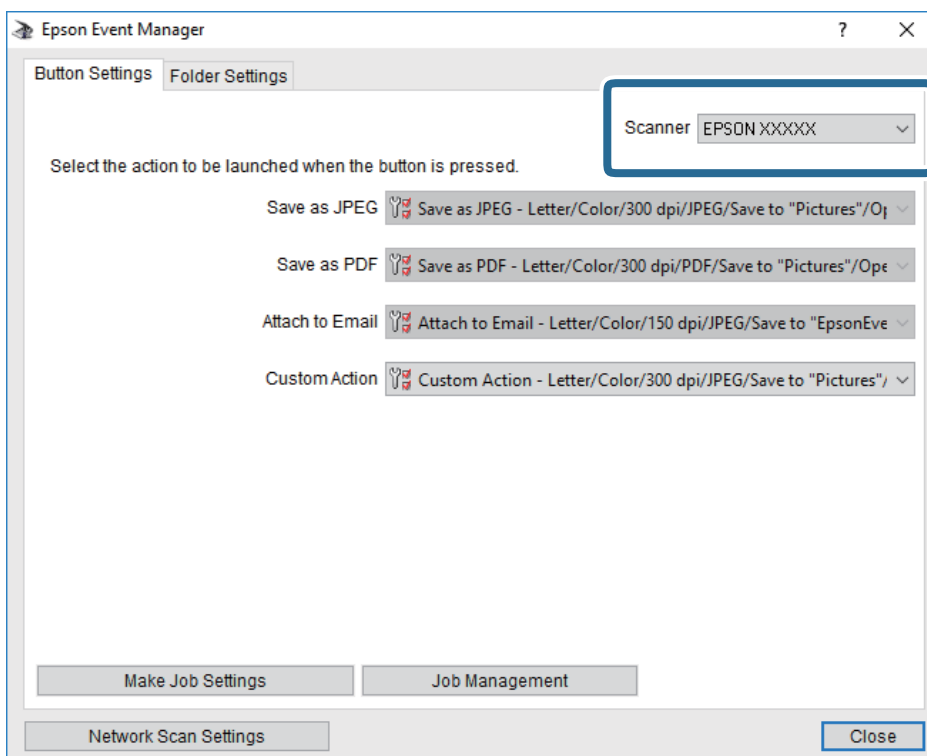 Epson Event Manager
Button Settings Folder Settings
Scanner EPSON XXXXX
Select the action to be launched when the button is pressed.
Save as JPEG Save as JPEG - Letter/Color/300 dpi/JPEG/Save to "Pictures"/Op
Save as PDF Save as PDF - Letter/Color/300 dpi/PDF/Save to "Pictures"/Ope
Attach to Email Attach to Email - Letter/Color/150 dpi/JPEG/Save to "EpsonEve
Custom Action Custom Action - Letter/Color/300 dpi/JPEG/Save to "Pictures"/
Make Job Settings Job Management
Network Scan Settings Close